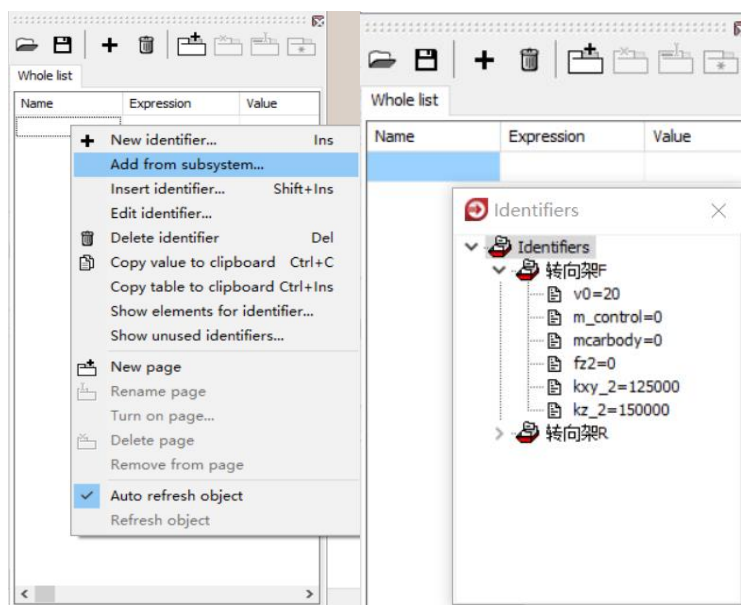 Whole list
Name Expression Value
New identifier... Ins
Add from subsystem...
Insert identifier... Shift+Ins
Edit identifier...
Delete identifier Del
Copy value to clipboard Ctrl+C
Copy table to clipboard Ctrl+Ins
Show elements for identifier...
Show unused identifiers...
New page
Rename page
Turn on page...
Delete page
Remove from page
Auto refresh object
Refresh object
Whole list
Name Expression Value
Identifiers
Identifiers
转向架F
v0=20
m_control=0
mcarbody=0
fz2=0
kxy_2=125000
kz_2=150000
转向架R